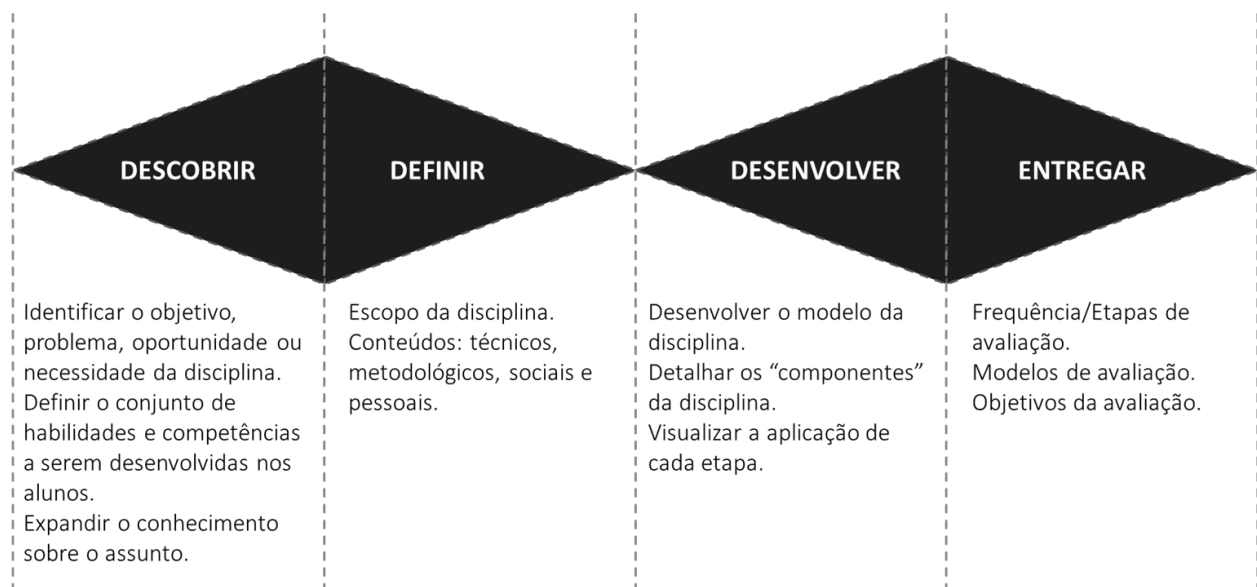 DESCOBRIR
DEFINIR
DESENVOLVER
ENTREGAR
Identificar o objetivo,
problema, oportunidade ou
necessidade da disciplina.
Definir o conjunto de
habilidades e competências
a serem desenvolvidas nos
alunos.
Expandir o conhecimento
sobre o assunto.
Escopo da disciplina.
Conteúdos: técnicos,
metodológicos, sociais e
pessoais.
Desenvolver o modelo da
disciplina.
Detalhar os “componentes”
da disciplina.
Visualizar a aplicação de
cada etapa.
Frequência/Etapas de
avaliação.
Modelos de avaliação.
Objetivos da avaliação.